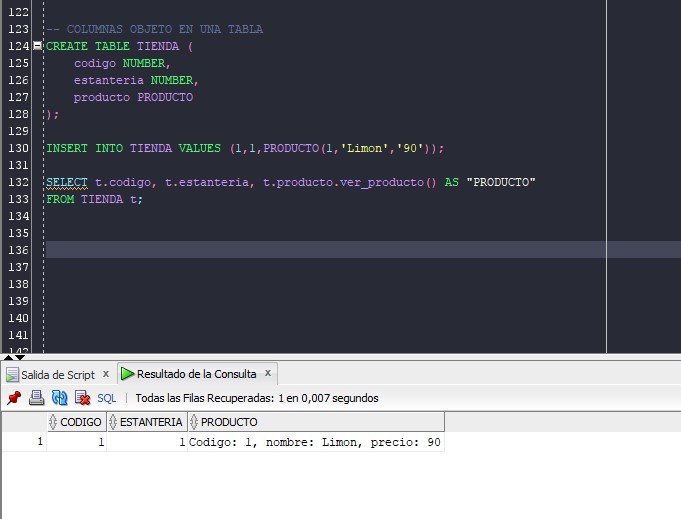 122
123 -- COLUMNAS OBJETO EN UNA TABLA
124 CREATE TABLE TIENDA (
125 codigo NUMBER,
126 estanteria NUMBER,
127 producto PRODUCTO
128 );
129
130 INSERT INTO TIENDA VALUES (1,1,PRODUCTO(1,'Limon','90'));
131
132 SELECT t.codigo, t.estanteria, t.producto.ver_producto() AS "PRODUCTO"
133 FROM TIENDA t;
134
135
136
137
138
139
140
141
142
Salida de Script x Resultado de la Consulta x
SQL | Todas las Filas Recuperadas: 1 en 0,007 segundos
CODIGO ESTANTERIA PRODUCTO
1 1 1 Codigo: 1, nombre: Limon, precio: 90